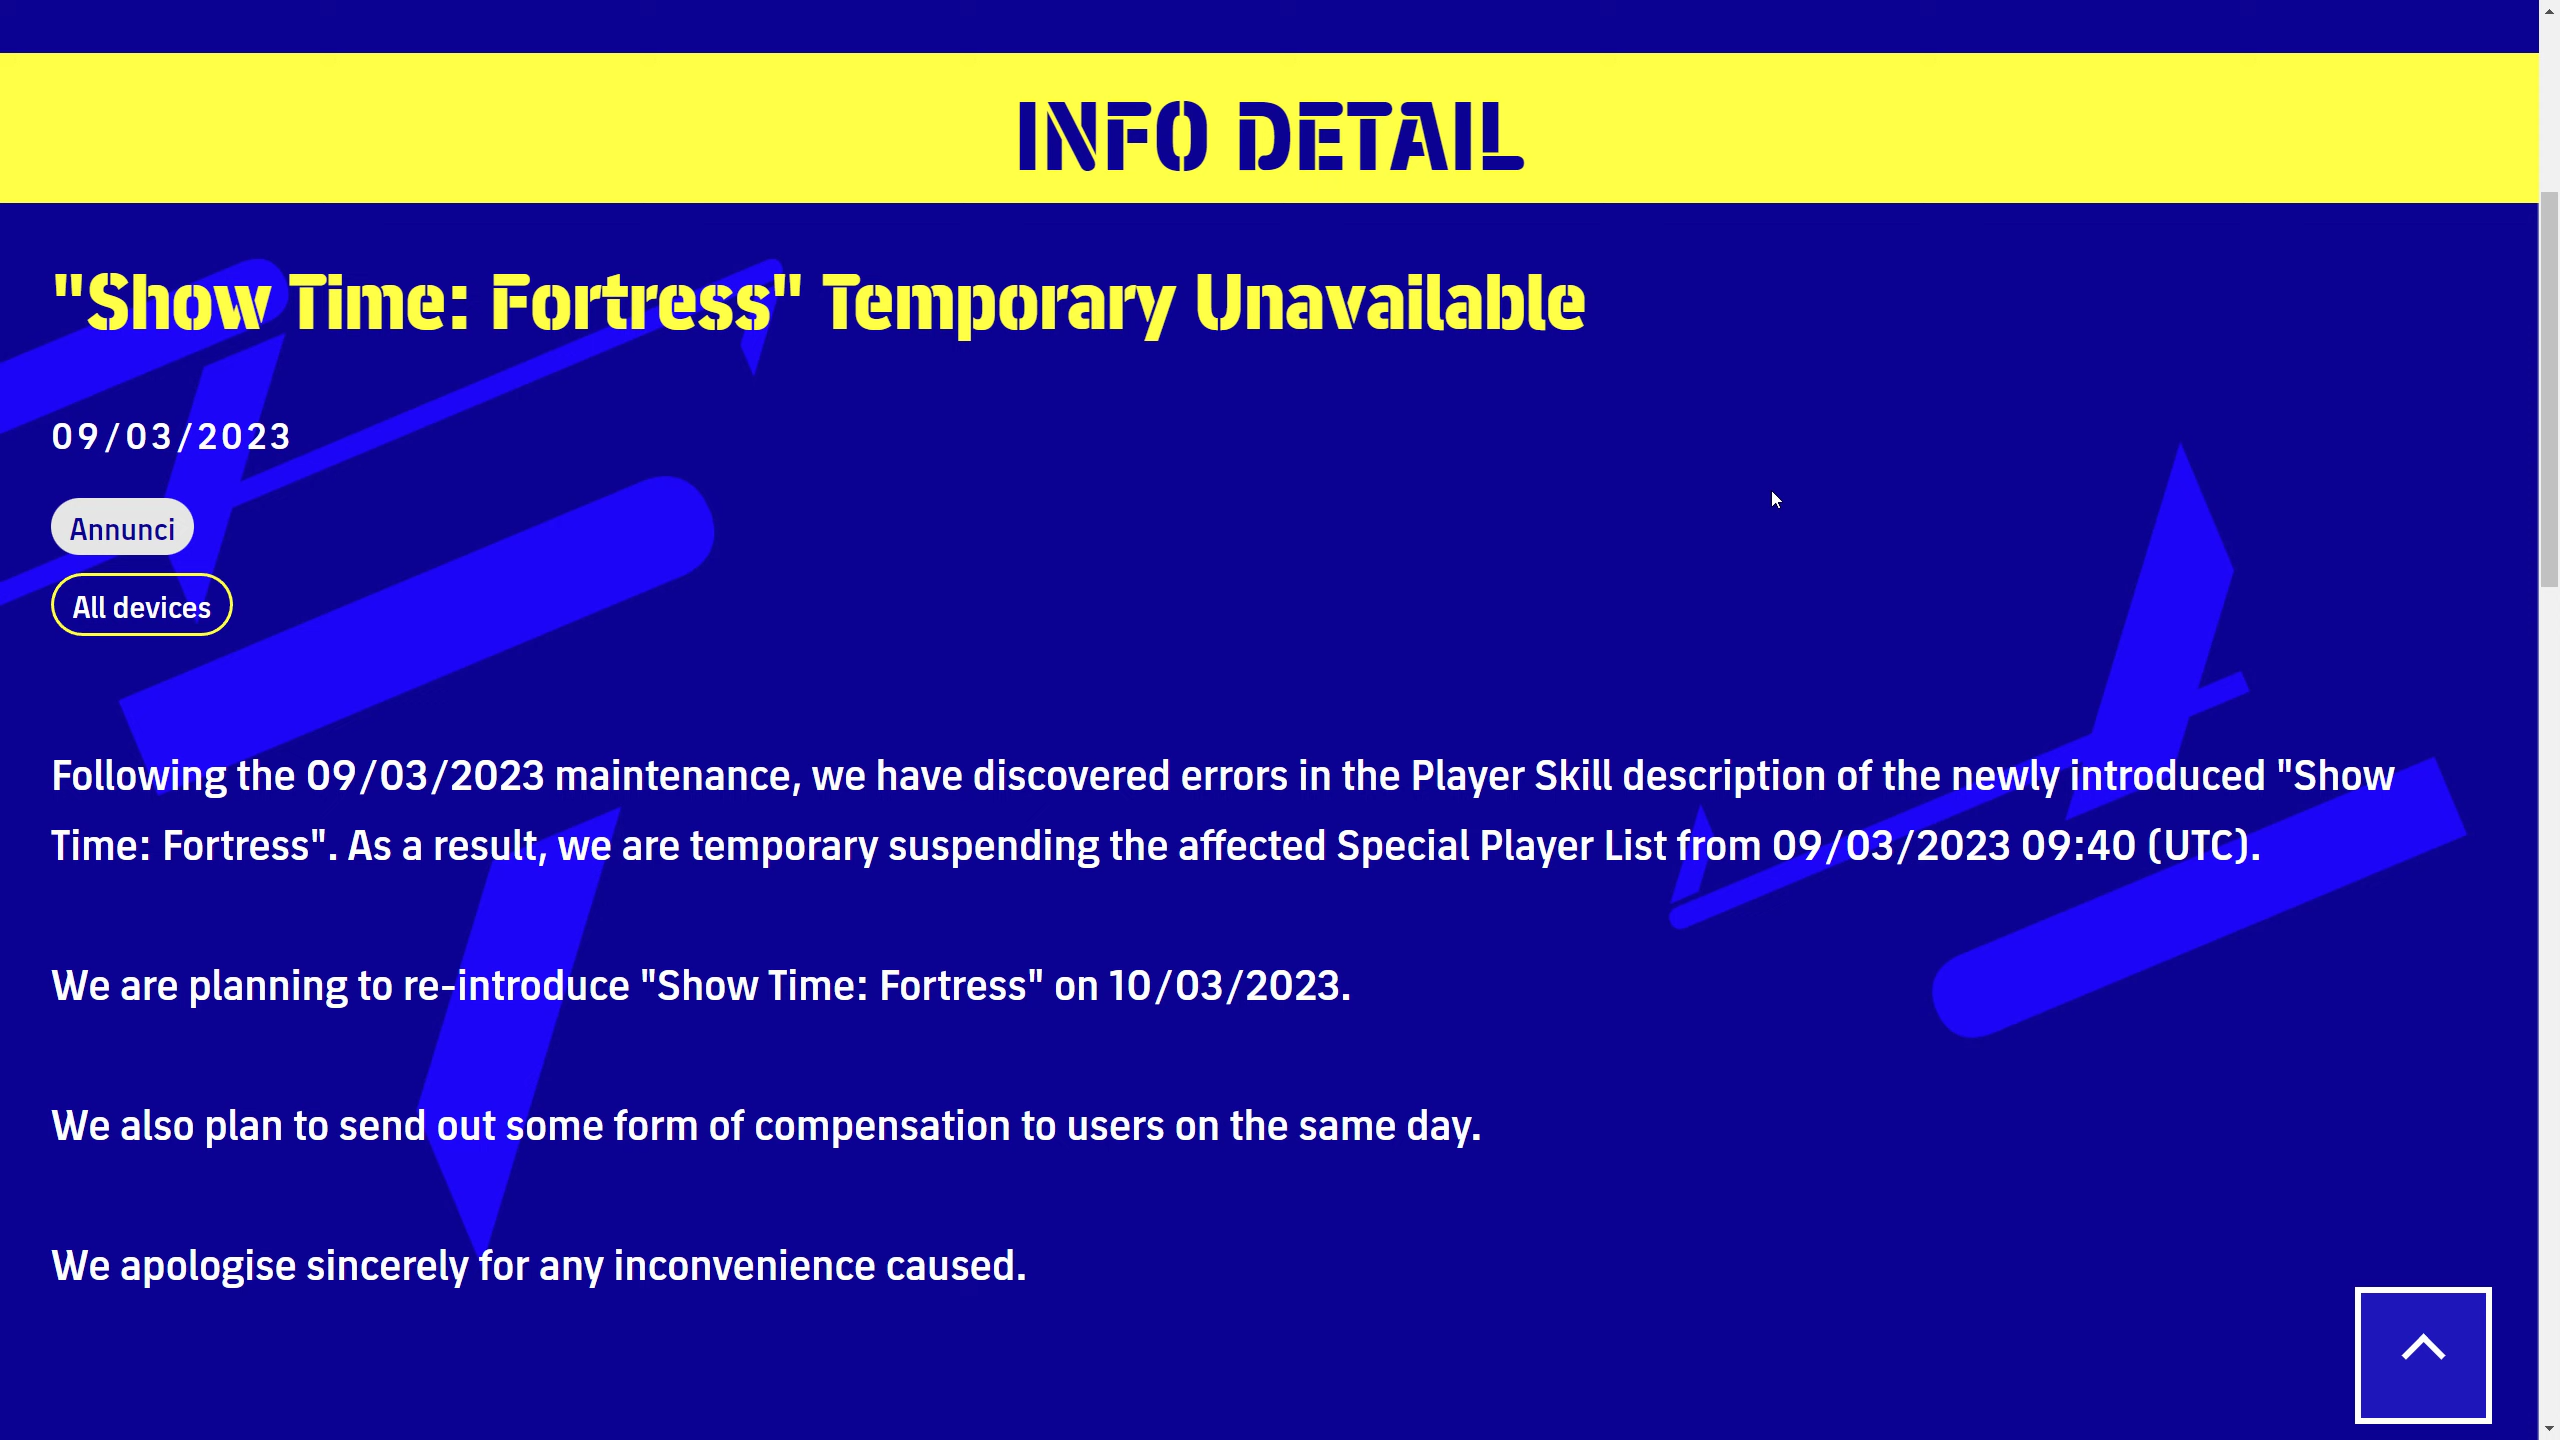 INFO DETAIL
"Show Time: Fortress" Temporary Unavailable
09/03/2023
Annunci
All devices
Following the 09/03/2023 maintenance, we have discovered errors in the Player Skill description of the newly introduced "Show
Time: Fortress". As a result, we are temporary suspending the affected Special Player List from 09/03/2023 09:40 (UTC).
We are planning to re-introduce "Show Time: Fortress" on 10/03/2023.
We also plan to send out some form of compensation to users on the same day.
We apologise sincerely for any inconvenience caused.